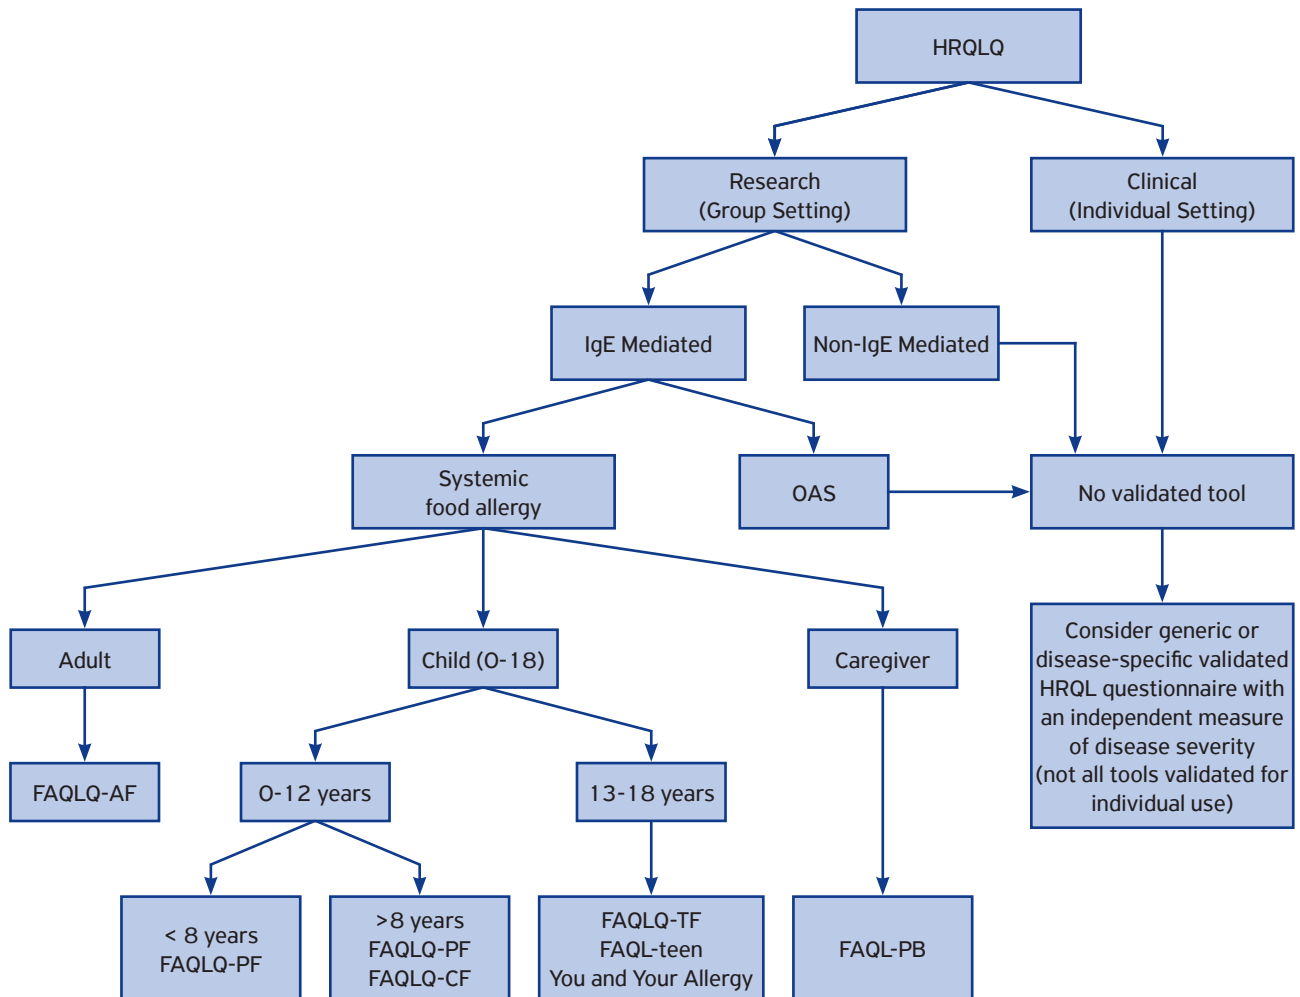 HRQLQ
Research
(Group Setting)
Clinical
(Individual Setting)
IgE Mediated
Non-IgE Mediated
Systemic
food allergy
OAS
No validated tool
Adult
Child (0-18)
Caregiver
Consider generic or
disease-specific validated
HRQL questionnaire with
an independent measure
of disease severity
(not all tools validated for
individual use)
FAQLQ-AF
0-12 years
13-18 years
< 8 years
FAQLQ-PF
>8 years
FAQLQ-PF
FAQLQ-CF
FAQLQ-TF
FAQL-teen
You and Your Allergy
FAQL-PB